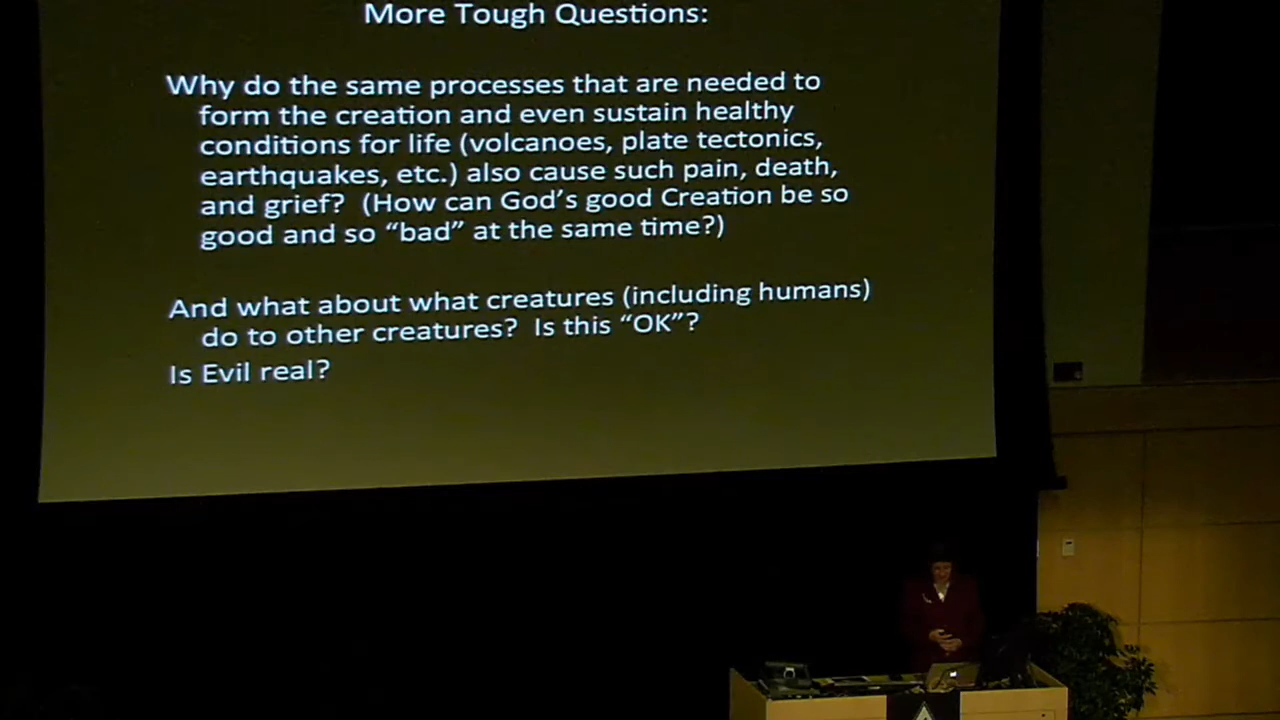 More Tough Questions:
Why do the same processes that are needed to
form the creation and even sustain healthy
conditions for life (volcanoes, plate tectonics,
earthquakes, etc.) also cause such pain, death,
and grief?  (How can God’s good Creation be so
good and so “bad” at the same time?)
And what about what creatures (including humans)
do to other creatures?  Is this “OK”?
Is Evil real?